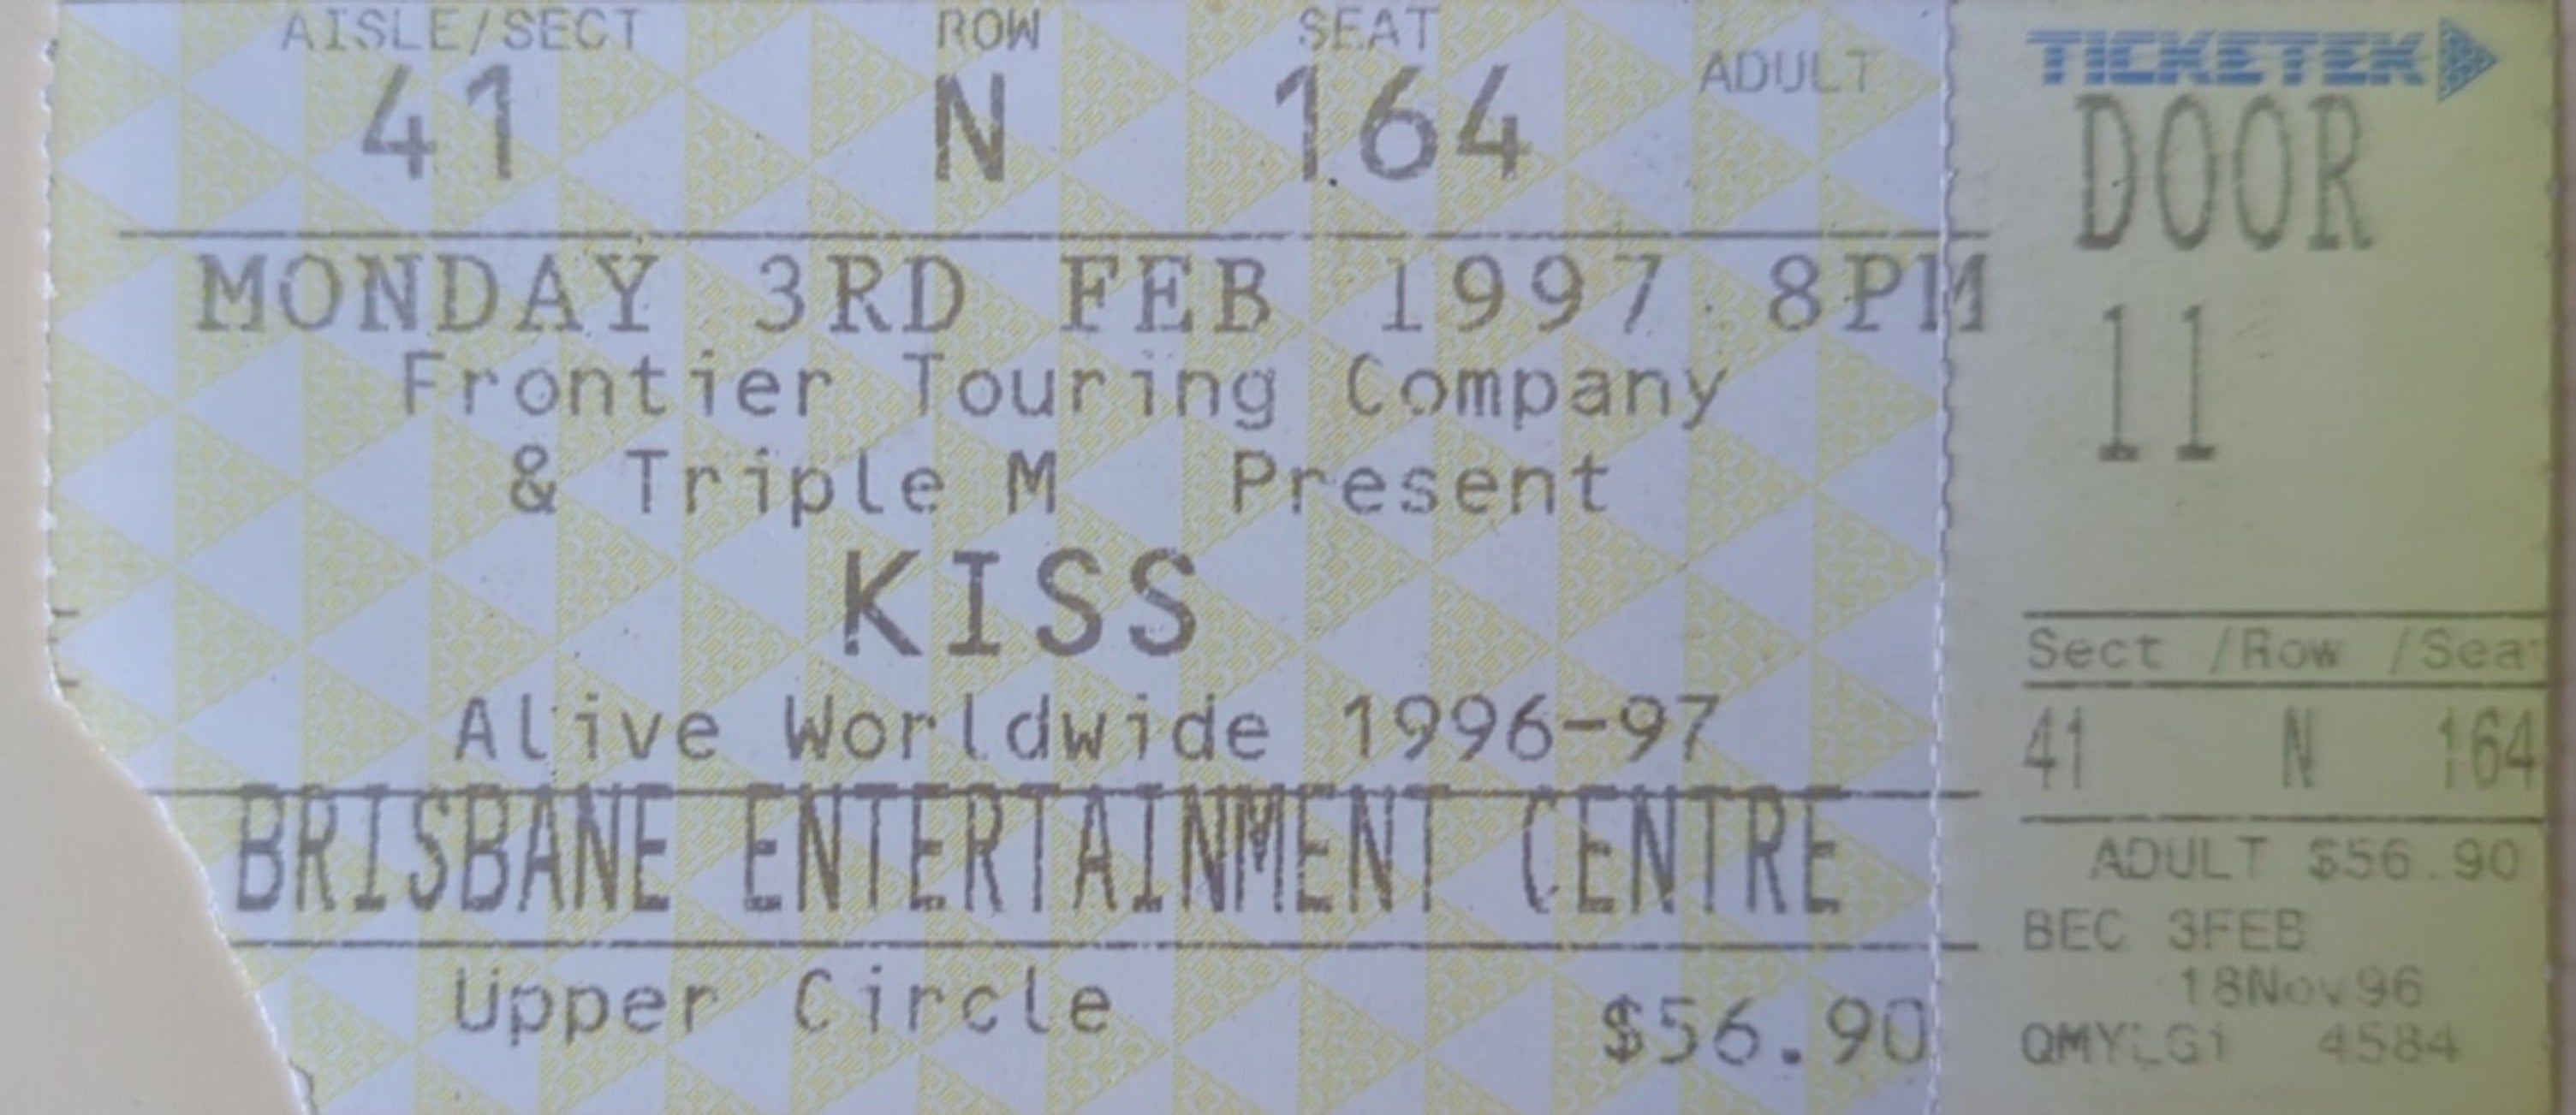 AISLE/SECT ROW SEAT
ADULT
41 N 164
MONDAY 3RD FEB 1997 8PM
Frontier Touring Company
& Triple M Present
KISS
Alive Worldwide 1996-97
BRISBANE ENTERTAINMENT CENTRE
Upper Circle $56.90
TICKETEK
DOOR
11
Sect /Row /Seat
41 N 164
ADULT $56.90
BEC 3FEB
18Nov96
4584